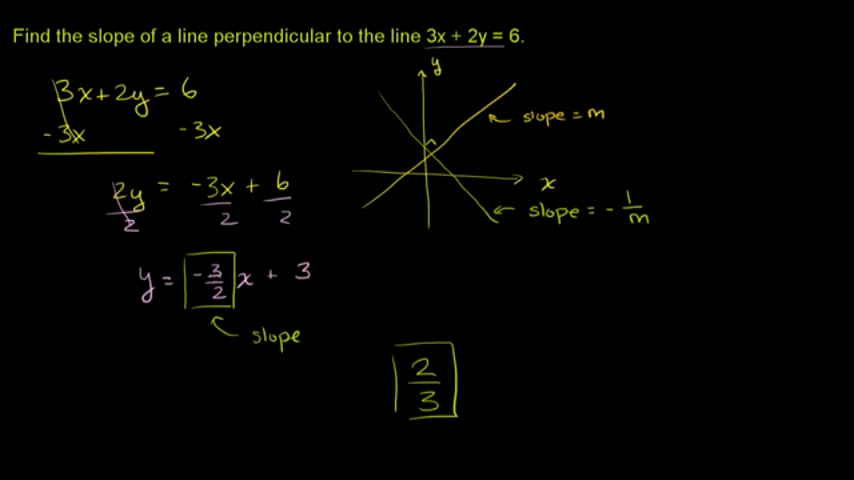 Find the slope of a line perpendicular to the line 3x + 2y = 6.
3x + 2y = 6
-3x -3x
2y = -3x + 6
2 2 2
y = -3/2 x + 3
slope
y
slope = m
x
slope = - 1/m
2/3